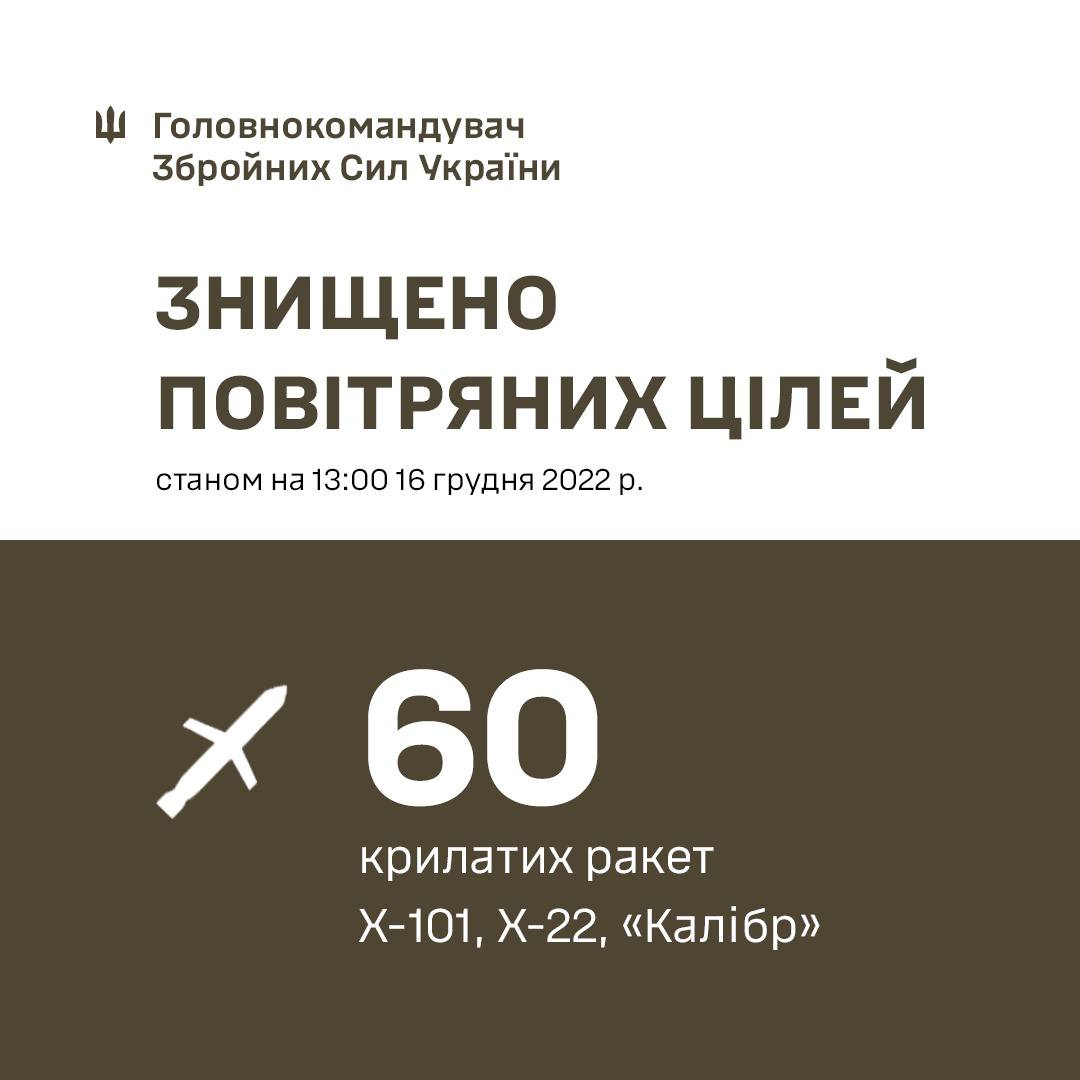 Головнокомандувач
Збройних Сил України
ЗНИЩЕНО
ПОВІТРЯНИХ ЦІЛЕЙ
станом на 13:00 16 грудня 2022 р.
60
крилатих ракет
Х-101, Х-22, «Калібр»